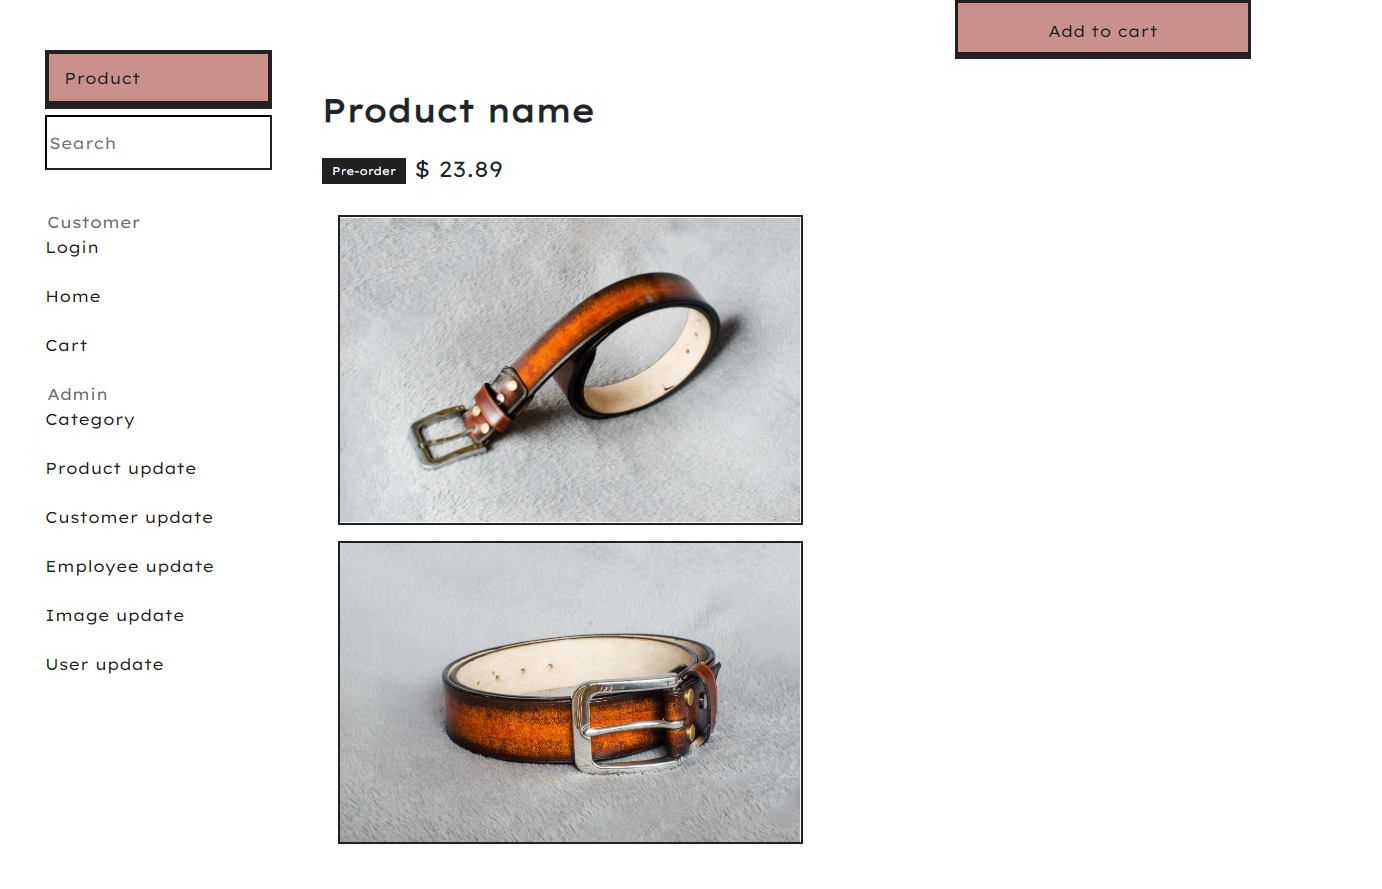 Add to cart
Product
Search
Customer
Login
Home
Cart
Admin
Category
Product update
Customer update
Employee update
Image update
User update
Product name
Pre-order $ 23.89